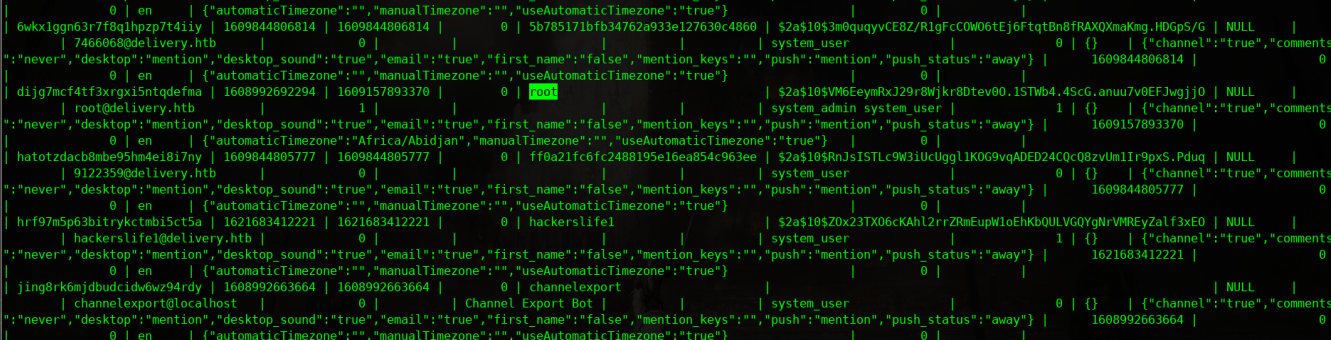 | 0 | en | {"automaticTimezone":"","manualTimezone":"","useAutomaticTimezone":"true"} | 0 | |
| 6wkx1ggn63r7f8q1hpzp7t4iiy | 1609844806814 | 1609844806814 | 0 | 5b785171bfb34762a933e127630c4860 | $2a$10$3m0quqyvCE8Z/R1gFcCOWO6tEj6FtqtBn8fRAXQXmaKmg.HDGpS/G | NULL |
| 7466068@delivery.htb | 0 | | | | system_user | 0 | {} | {"channel":"true","comments
":"never","desktop":"mention","desktop_sound":"true","email":"true","first_name":"false","mention_keys":"","push":"mention","push_status":"away"} | 1609844806814 | 0
| 0 | en | {"automaticTimezone":"","manualTimezone":"","useAutomaticTimezone":"true"} | 0 | |
| dijg7mcf4tf3xrgxi5ntqdefma | 1608992692294 | 1609157893370 | 0 | root | $2a$10$VM6EeymRxJ29r8Wjkr8Dtev0O.1STWb4.4ScG.anuu7v0EFJwgjjO | NULL |
| root@delivery.htb | 1 | | | | system_admin system_user | 1 | {} | {"channel":"true","comments
":"never","desktop":"mention","desktop_sound":"true","email":"true","first_name":"false","mention_keys":"","push":"mention","push_status":"away"} | 1609157893370 | 0
| 0 | en | {"automaticTimezone":"Africa/Abidjan","manualTimezone":"","useAutomaticTimezone":"true"} | 0 | |
| hatotzdacb8mbe95hm4ei8i7ny | 1609844805777 | 1609844805777 | 0 | ff0a21fc6fc2488195e16ea854c963ee | $2a$10$RnJsISTLc9W3iUcUggl1KOG9vqADED24CQcQ8zvUm1Ir9pxS.Pduq | NULL |
| 9122359@delivery.htb | 0 | | | | system_user | 0 | {} | {"channel":"true","comments
":"never","desktop":"mention","desktop_sound":"true","email":"true","first_name":"false","mention_keys":"","push":"mention","push_status":"away"} | 1609844805777 | 0
| 0 | en | {"automaticTimezone":"","manualTimezone":"","useAutomaticTimezone":"true"} | 0 | |
| hrf97m5p63bitrykctmbi5ct5a | 1621683412221 | 1621683412221 | 0 | hackerslife1 | $2a$10$ZOx23TXO6cKAhl2rrZRmEupW1oEhKbQULVGQYgNrVMREyZalf3xEO | NULL |
| hackerslife1@delivery.htb | 0 | | | | system_user | 1 | {} | {"channel":"true","comments
":"never","desktop":"mention","desktop_sound":"true","email":"true","first_name":"false","mention_keys":"","push":"mention","push_status":"away"} | 1621683412221 | 0
| 0 | en | {"automaticTimezone":"","manualTimezone":"","useAutomaticTimezone":"true"} | 0 | |
| jing8rk6mjdbudcidw6wz94rdy | 1608992663664 | 1608992663664 | 0 | channelexport | | NULL |
| channelexport@localhost | 0 | | Channel Export Bot | | system_user | 0 | {} | {"channel":"true","comments
":"never","desktop":"mention","desktop_sound":"true","email":"true","first_name":"false","mention_keys":"","push":"mention","push_status":"away"} | 1608992663664 | 0
| 0 | en | {"automaticTimezone":"","manualTimezone":"","useAutomaticTimezone":"true"} | 0 | |